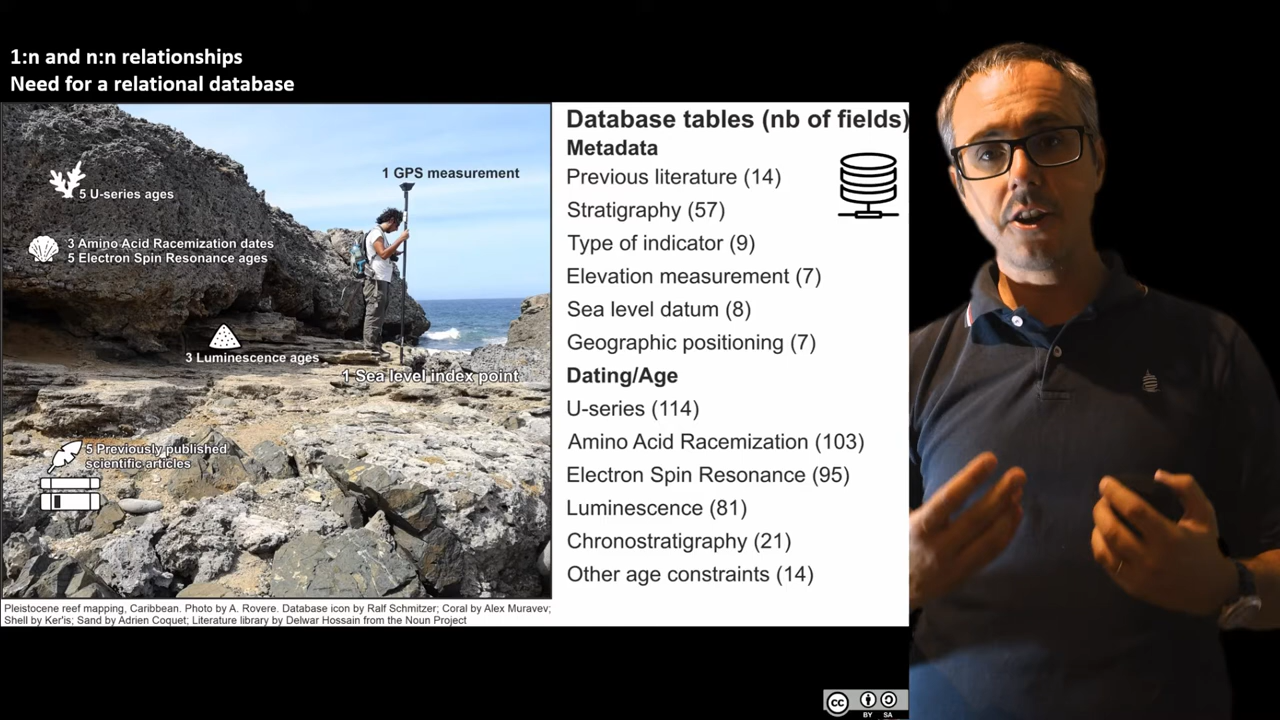 1:n and n:n relationships
Need for a relational database
5 U-series ages
1 GPS measurement
3 Amino Acid Racemization dates
5 Electron Spin Resonance ages
3 Luminescence ages
1 Sea level index point
5 Previously published
scientific articles
Database tables (nb of fields)
Metadata
Previous literature (14)
Stratigraphy (57)
Type of indicator (9)
Elevation measurement (7)
Sea level datum (8)
Geographic positioning (7)
Dating/Age
U-series (114)
Amino Acid Racemization (103)
Electron Spin Resonance (95)
Luminescence (81)
Chronostratigraphy (21)
Other age constraints (14)
Pleistocene reef mapping, Caribbean. Photo by A. Rovere. Database icon by Ralf Schmitzer; Coral by Alex Muravev;
Shell by Ker'is; Sand by Adrien Coquet; Literature library by Delwar Hossain from the Noun Project
cc
BY SA